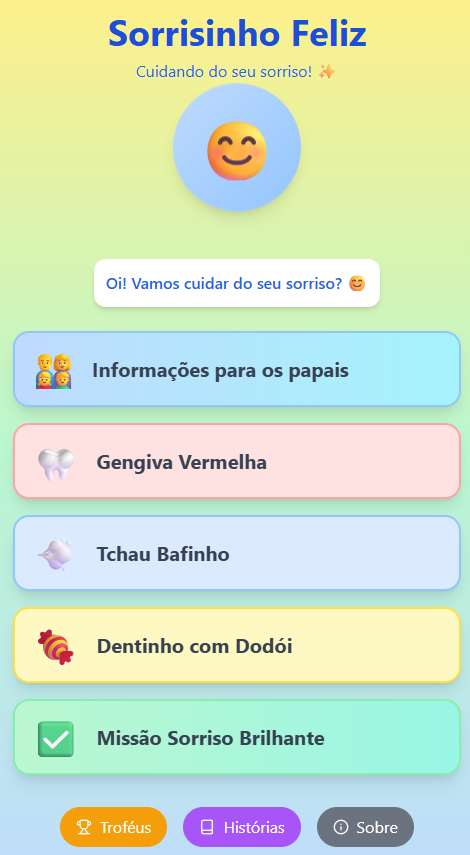 Sorrisinho Feliz
Cuidando do seu sorriso! ✨
Oi! Vamos cuidar do seu sorriso? 😊
Informações para os papais
Gengiva Vermelha
Tchau Bafinho
Dentinho com Dodói
Missão Sorriso Brilhante
Troféus Histórias Sobre